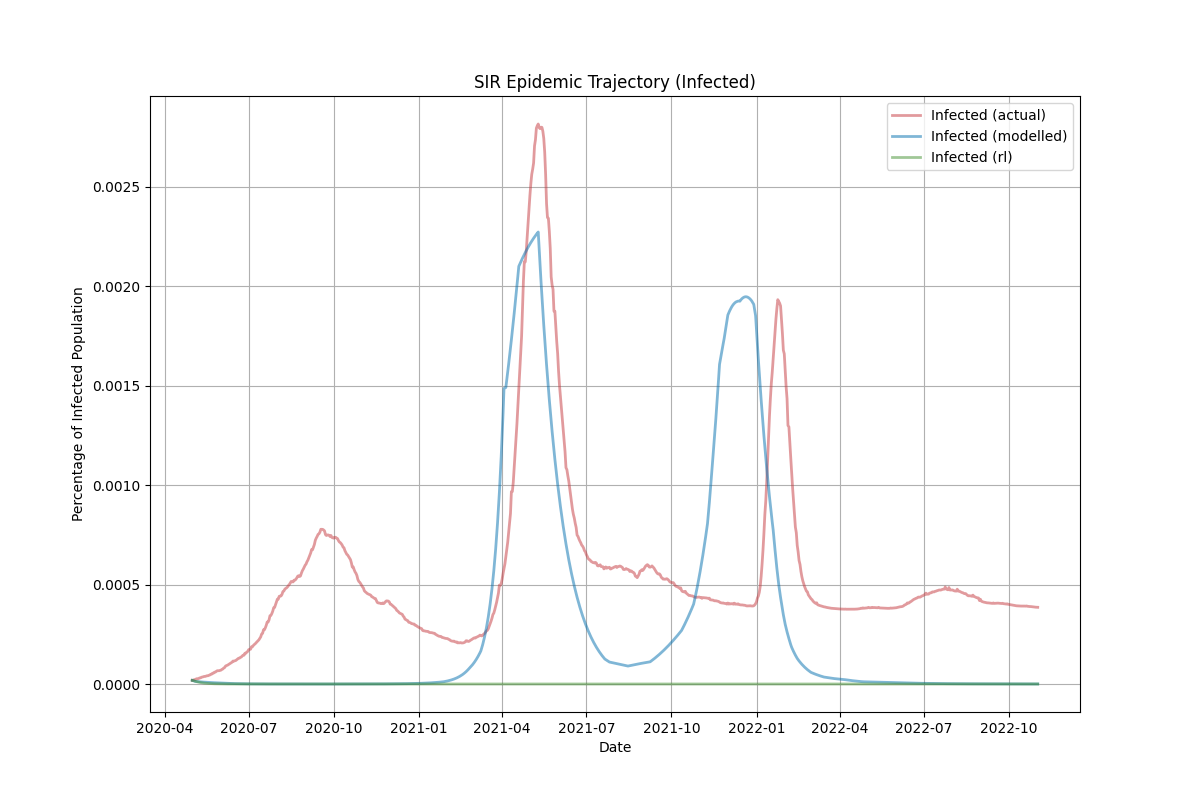 SIR Epidemic Trajectory (Infected)
Infected (actual)
Infected (modelled)
Infected (rl)
Percentage of Infected Population
0.0025
0.0020
0.0015
0.0010
0.0005
0.0000
2020-04 2020-07 2020-10 2021-01 2021-04 2021-07 2021-10 2022-01 2022-04 2022-07 2022-10
Date